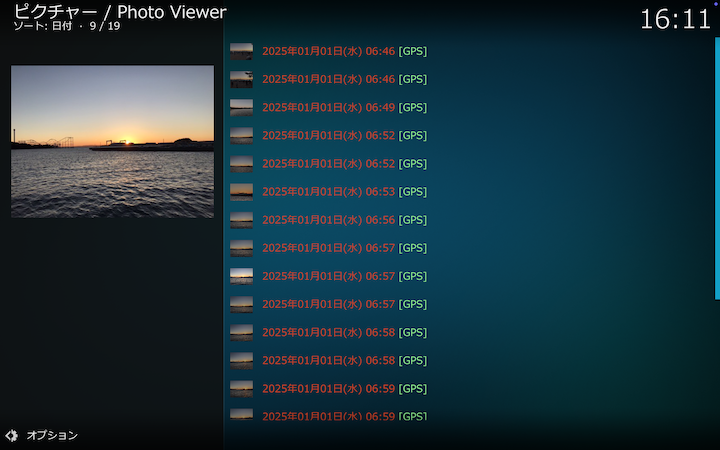 ピクチャー / Photo Viewer
ソート: 日付 · 9 / 19
16:11
2025年01月01日(水) 06:46 [GPS]
2025年01月01日(水) 06:46 [GPS]
2025年01月01日(水) 06:49 [GPS]
2025年01月01日(水) 06:52 [GPS]
2025年01月01日(水) 06:52 [GPS]
2025年01月01日(水) 06:53 [GPS]
2025年01月01日(水) 06:56 [GPS]
2025年01月01日(水) 06:57 [GPS]
2025年01月01日(水) 06:57 [GPS]
2025年01月01日(水) 06:57 [GPS]
2025年01月01日(水) 06:58 [GPS]
2025年01月01日(水) 06:58 [GPS]
2025年01月01日(水) 06:59 [GPS]
2025年01月01日(水) 06:59 [GPS]
オプション